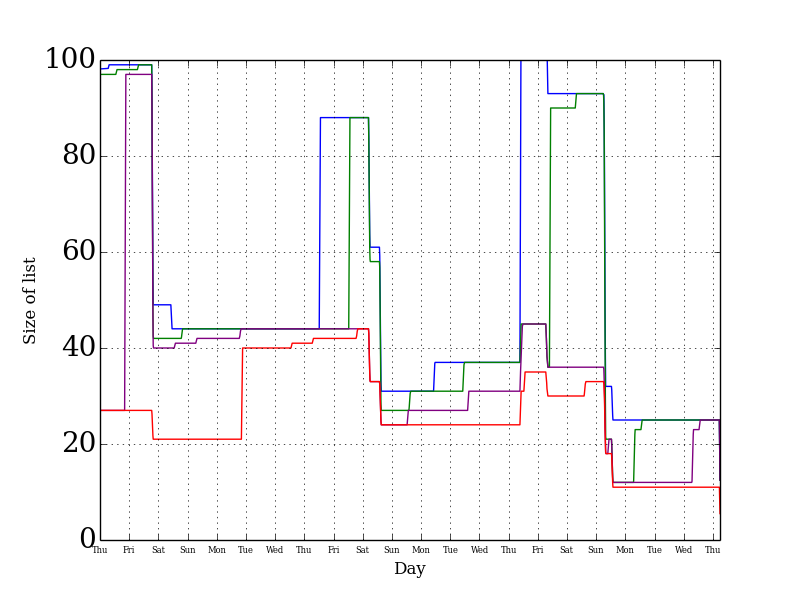 100
80
60
40
20
0
Size of list
Thu Fri Sat Sun Mon Tue Wed Thu Fri Sat Sun Mon Tue Wed Thu Fri Sat Sun Mon Tue Wed Thu
Day